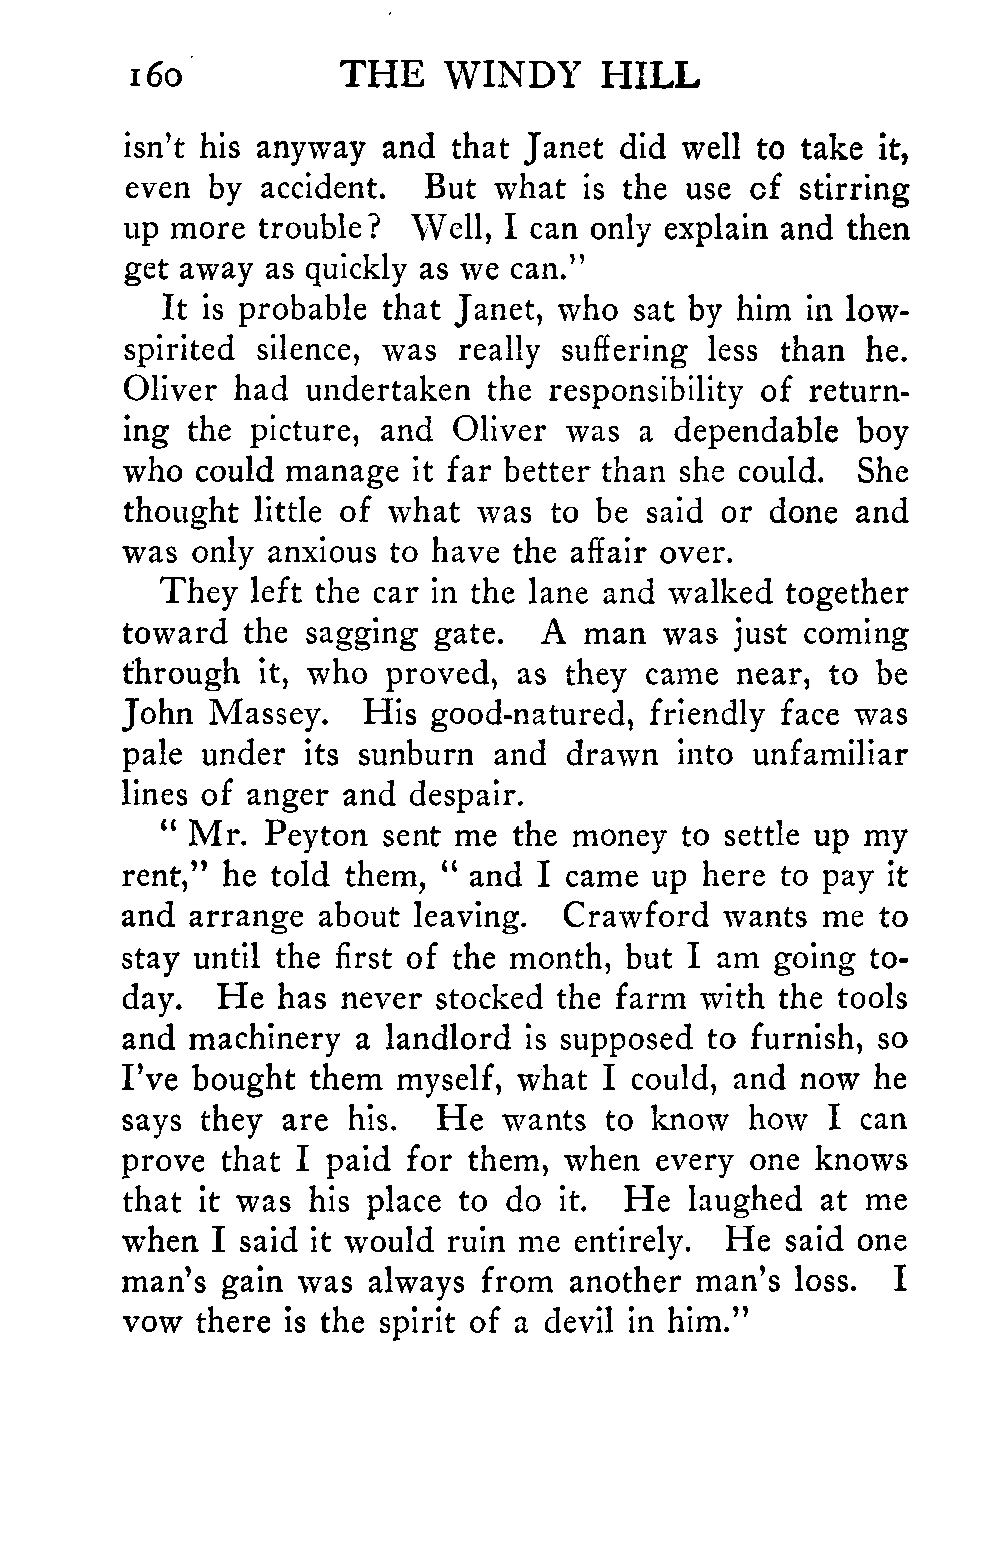 160 THE WINDY HILL
isn't his anyway and that Janet did well to take it,
even by accident. But what is the use of stirring
up more trouble? Well, I can only explain and then
get away as quickly as we can."
It is probable that Janet, who sat by him in low-
spirited silence, was really suffering less than he.
Oliver had undertaken the responsibility of return-
ing the picture, and Oliver was a dependable boy
who could manage it far better than she could. She
thought little of what was to be said or done and
was only anxious to have the affair over.
They left the car in the lane and walked together
toward the sagging gate. A man was just coming
through it, who proved, as they came near, to be
John Massey. His good-natured, friendly face was
pale under its sunburn and drawn into unfamiliar
lines of anger and despair.
" Mr. Peyton sent me the money to settle up my
rent," he told them, " and I came up here to pay it
and arrange about leaving. Crawford wants me to
stay until the first of the month, but I am going to-
day. He has never stocked the farm with the tools
and machinery a landlord is supposed to furnish, so
I've bought them myself, what I could, and now he
says they are his. He wants to know how I can
prove that I paid for them, when every one knows
that it was his place to do it. He laughed at me
when I said it would ruin me entirely. He said one
man's gain was always from another man's loss. I
vow there is the spirit of a devil in him."